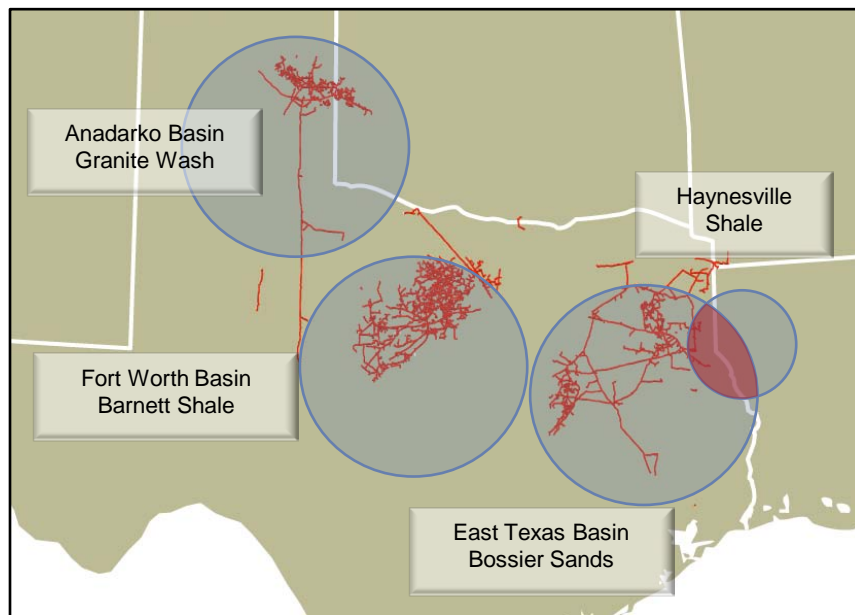 Anadarko Basin
Granite Wash
Haynesville
Shale
Fort Worth Basin
Barnett Shale
East Texas Basin
Bossier Sands